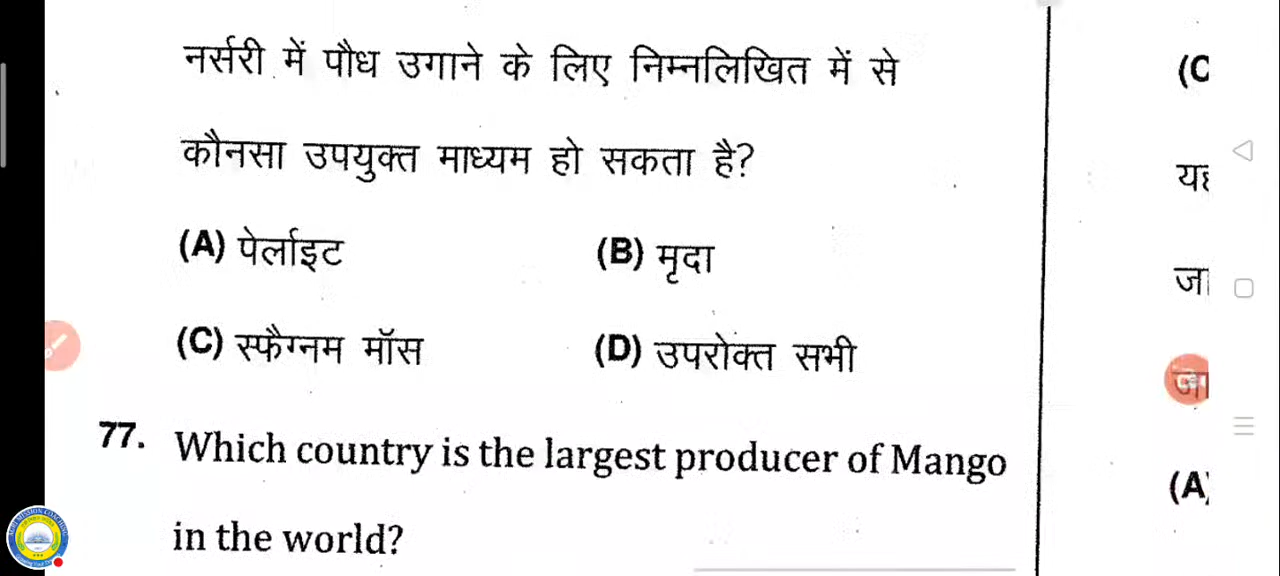 नर्सरी में पौध उगाने के लिए निम्नलिखित में से
कौनसा उपयुक्त माध्यम हो सकता है?
(A) पेर्लाइट (B) मृदा
(C) स्फैग्नम मॉस (D) उपरोक्त सभी
77. Which country is the largest producer of Mango
in the world?
(C
(A)